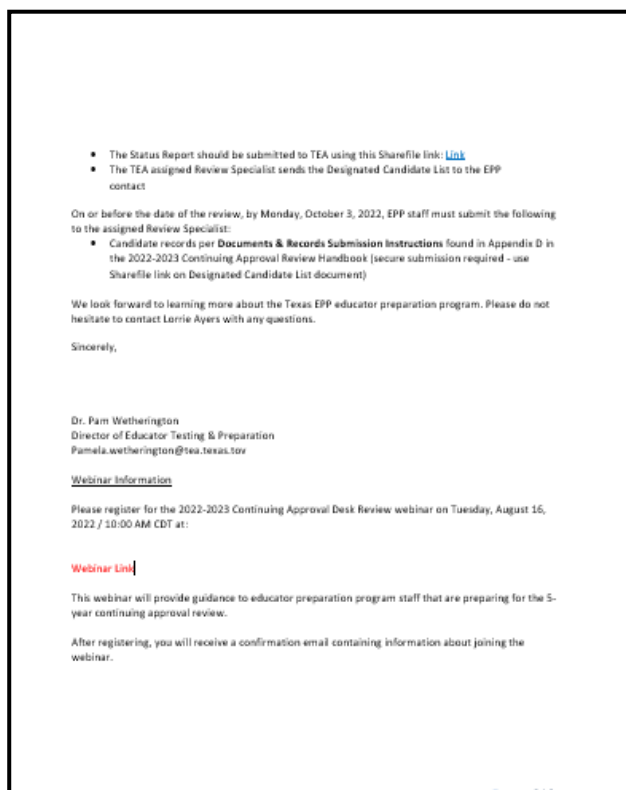 • The Status Report should be submitted to TEA using this Sharefile link: Link
• The TEA assigned Review Specialist sends the Designated Candidate List to the EPP
contact
On or before the date of the review, by Monday, October 3, 2022, EPP staff must submit the following
to the assigned Review Specialist:
• Candidate records per Documents & Records Submission Instructions found in Appendix D in
the 2022-2023 Continuing Approval Review Handbook (secure submission required - use
Sharefile link on Designated Candidate List document)
We look forward to learning more about the Texas EPP educator preparation program. Please do not
hesitate to contact Lorrie Ayers with any questions.
Sincerely,
Dr. Pam Wetherington
Director of Educator Testing & Preparation
Pamela.wetherington@tea.texas.tov
Webinar Information
Please register for the 2022-2023 Continuing Approval Desk Review webinar on Tuesday, August 16,
2022 / 10:00 AM CDT at:
Webinar Link
This webinar will provide guidance to educator preparation program staff that are preparing for the 5-
year continuing approval review.
After registering, you will receive a confirmation email containing information about joining the
webinar.